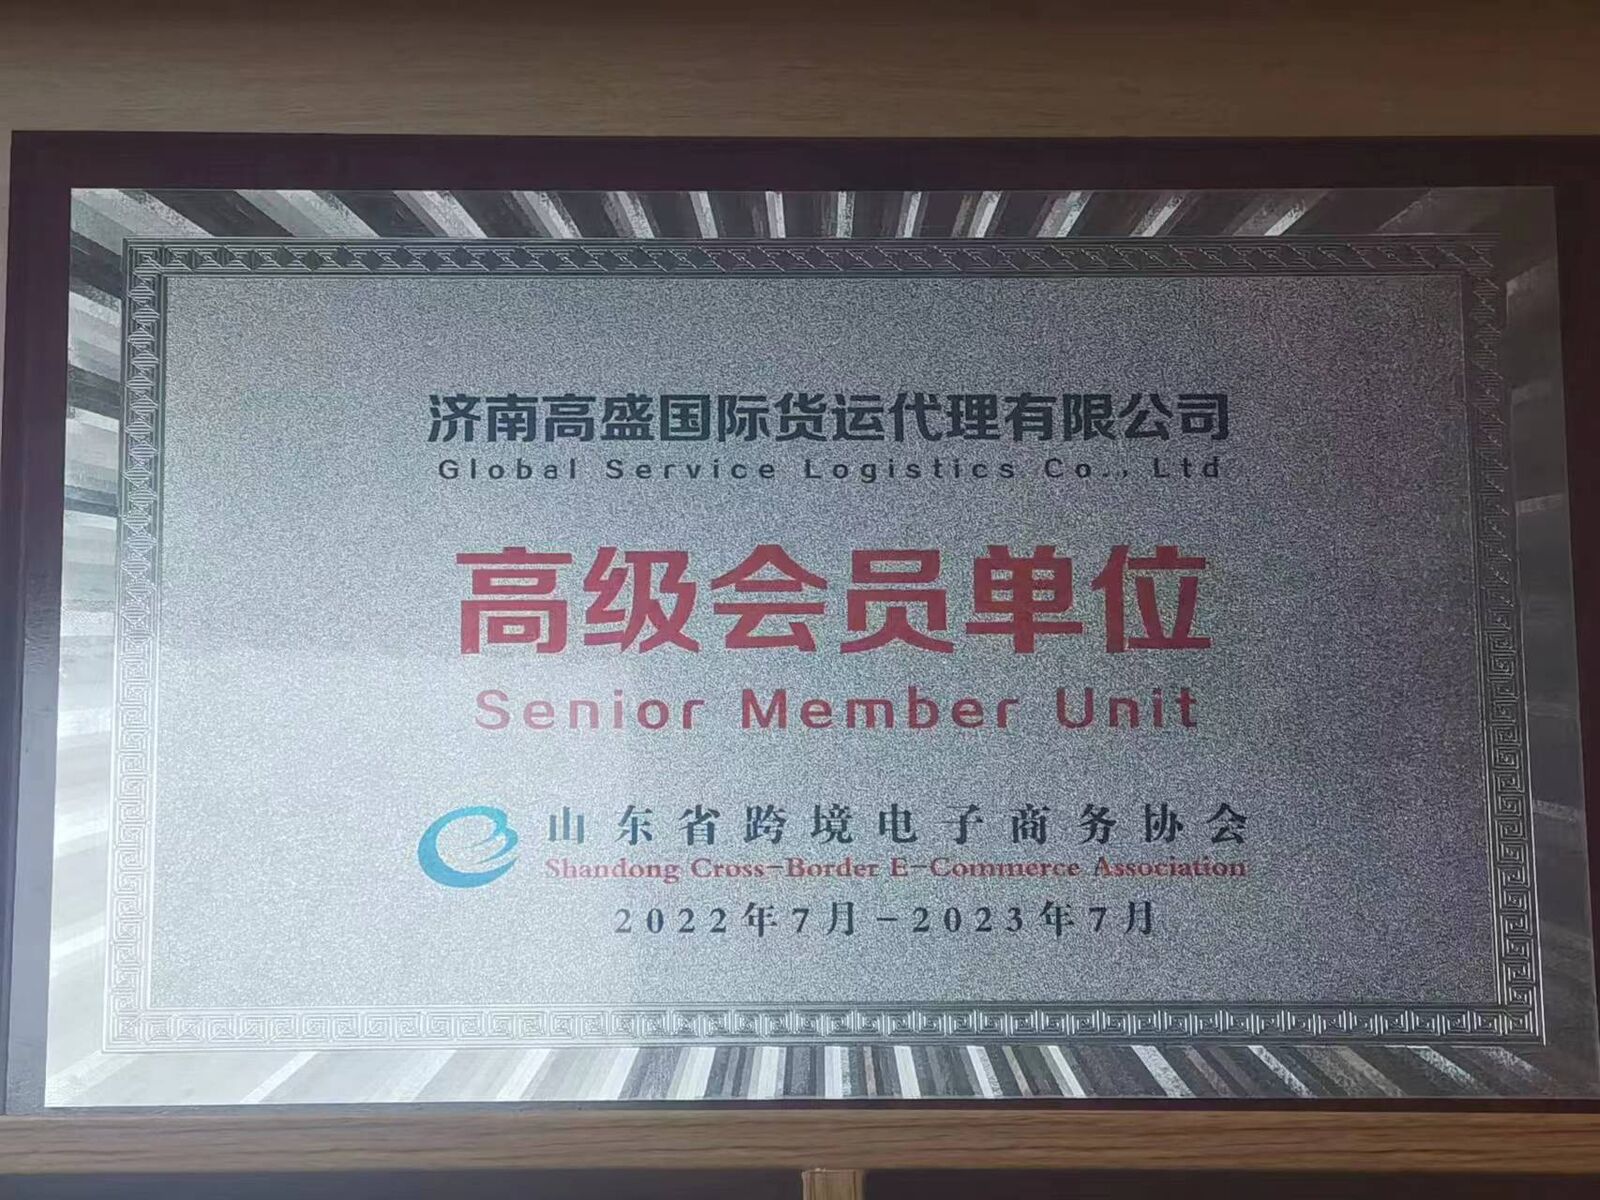 济南高盛国际货运代理有限公司
Global Service Logistics Co., Ltd
高级会员单位
Senior Member Unit
山东省跨境电子商务协会
Shandong Cross-Border E-Commerce Association
2022年7月-2023年7月